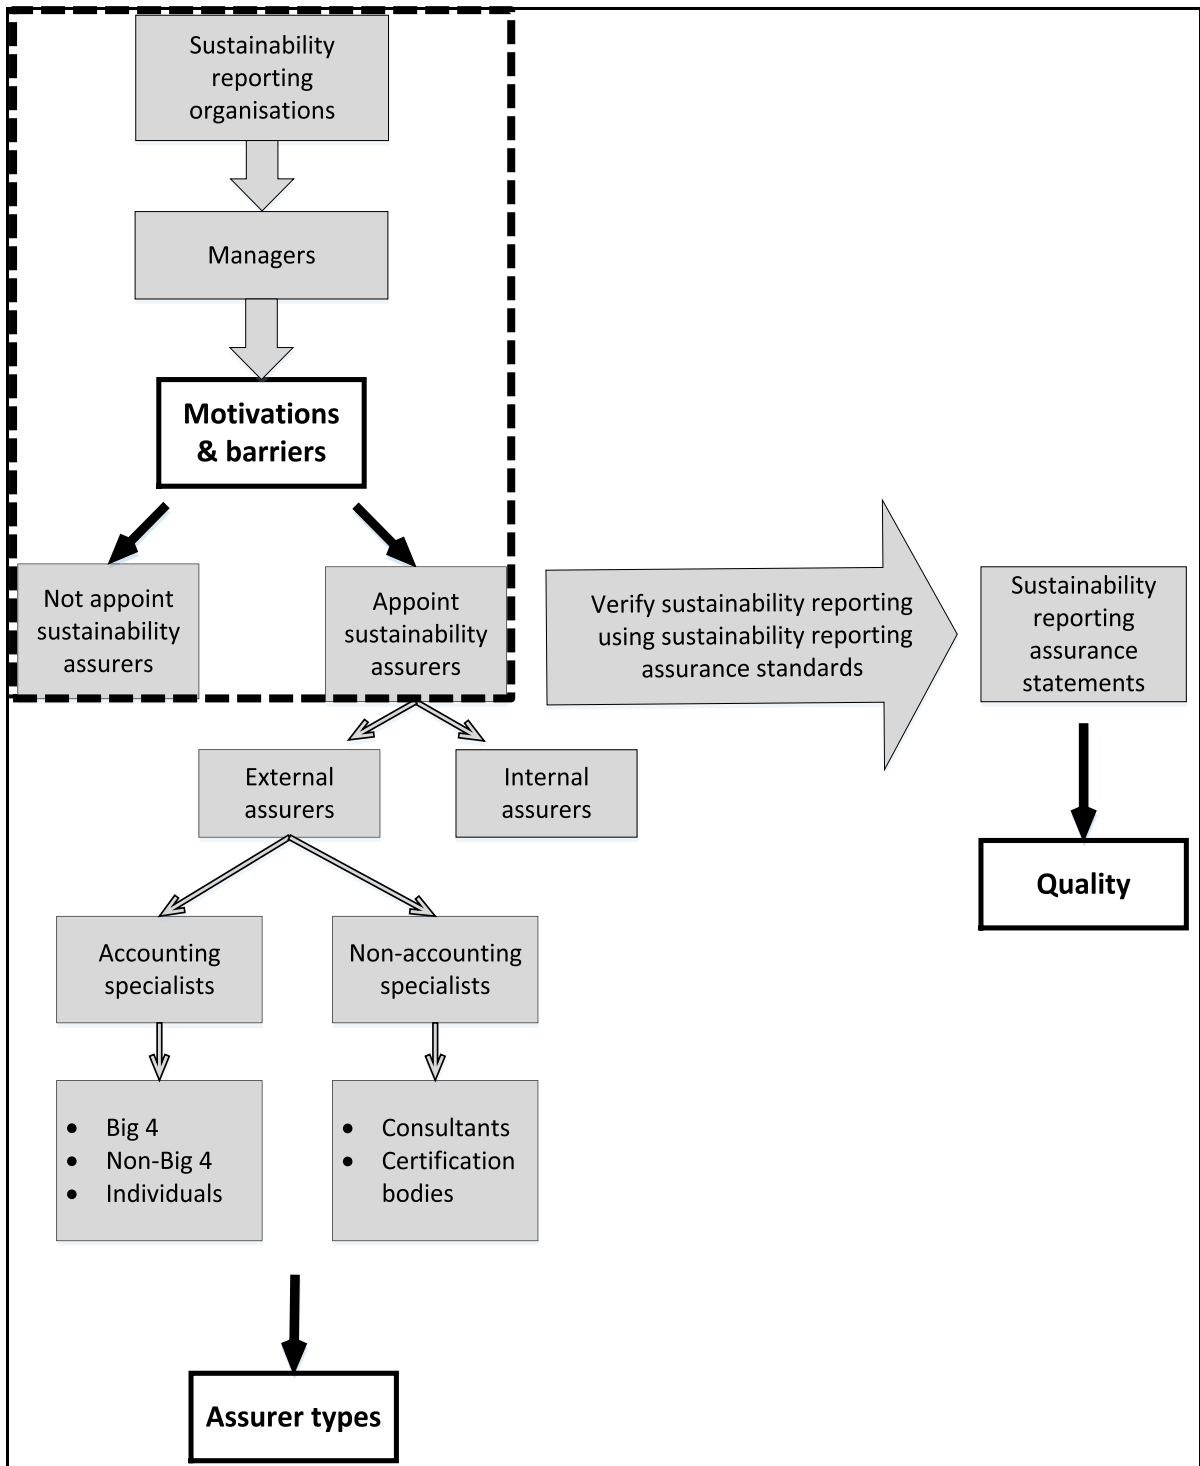 Sustainability
reporting
organisations
Managers
Motivations
& barriers
Not appoint
sustainability
assurers
Appoint
sustainability
assurers
Verify sustainability reporting
using sustainability reporting
assurance standards
Sustainability
reporting
assurance
statements
External
assurers
Internal
assurers
Quality
Accounting
specialists
Non-accounting
specialists
• Big 4
• Non-Big 4
• Individuals
• Consultants
• Certification
bodies
Assurer types